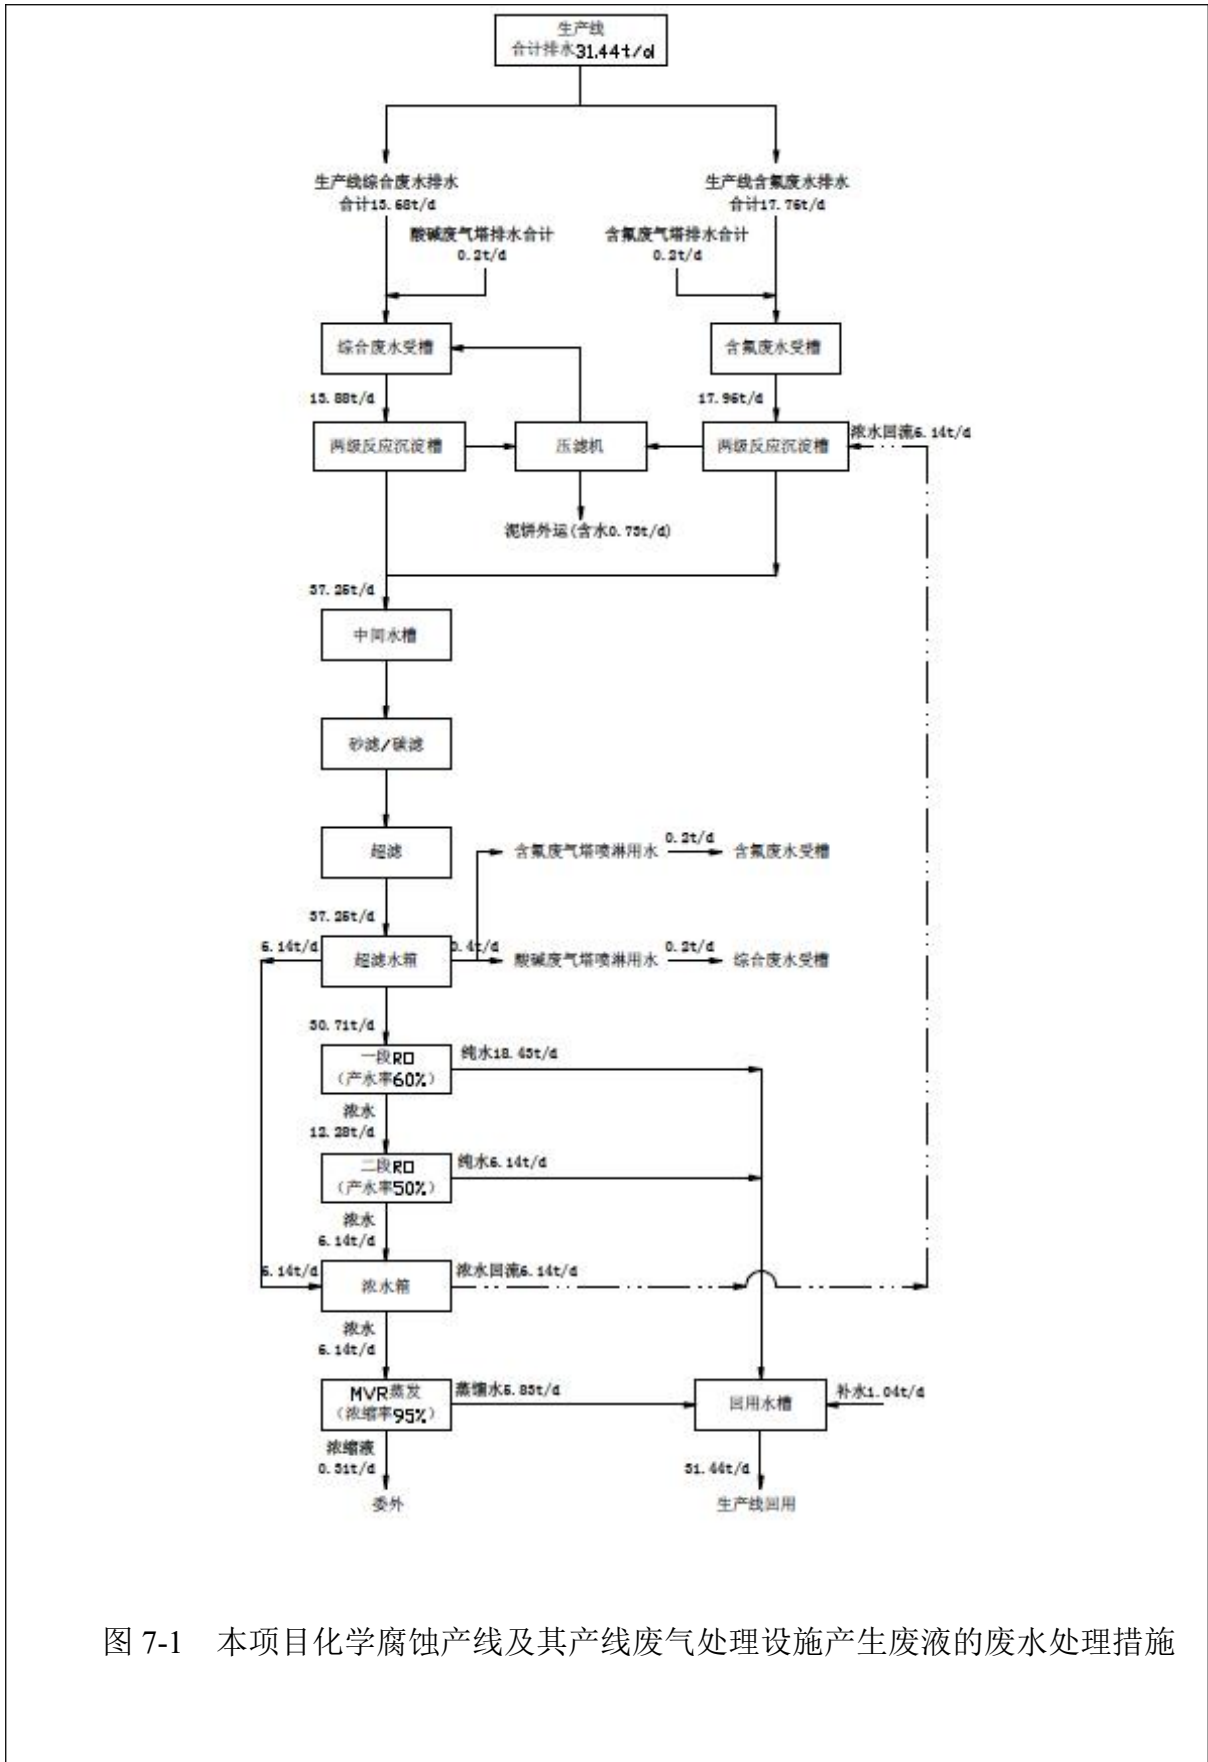 生产线
合计排水31.44t/d
生产线综合废水排水
合计13.68t/d
生产线含氟废水排水
合计17.76t/d
酸碱废气塔排水合计
0.2t/d
含氟废气塔排水合计
0.2t/d
综合废水受槽
含氟废水受槽
13.88t/d
17.96t/d
两级反应沉淀槽
压滤机
两级反应沉淀槽
浓水回流6.14t/d
泥饼外运(含水0.73t/d)
37.25t/d
中间水槽
砂滤/碳滤
超滤
含氟废气塔喷淋用水
0.2t/d
含氟废水受槽
37.25t/d
6.14t/d
超滤水箱
0.4t/d
酸碱废气塔喷淋用水
0.2t/d
综合废水受槽
30.71t/d
一段RO
（产水率60%）
纯水18.43t/d
浓水
12.28t/d
二段RO
（产水率50%）
纯水6.14t/d
浓水
6.14t/d
6.14t/d
浓水箱
浓水回流6.14t/d
浓水
6.14t/d
MVR蒸发
（浓缩率95%）
蒸馏水5.83t/d
回用水槽
补水1.04t/d
浓缩液
0.31t/d
31.44t/d
委外
生产线回用
图 7-1 本项目化学腐蚀产线及其产线废气处理设施产生废液的废水处理措施